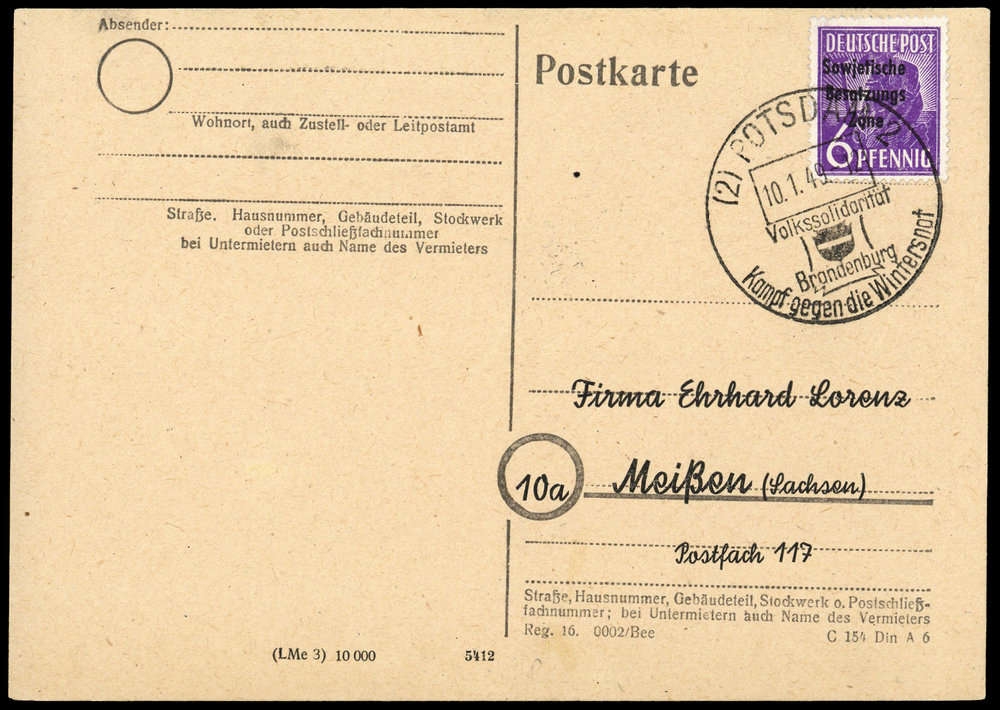 Absender:
Wohnort, auch Zustell- oder Leitpostamt
Straße, Hausnummer, Gebäudeteil, Stockwerk
oder Postschließfachnummer
bei Untermietern auch Name des Vermieters
(LMe 3) 10 000
5412
Postkarte
DEUTSCHE POST
Sowjetische
Besatzungs
Zone
6 PFENNIG
(2) POTSDAM 2
10.1.49
Volkssolidarität
Brandenburg
Kampf gegen die Wintersnot
Firma Ehrhard Lorenz
10a
Meißen (Sachsen)
Postfach 117
Straße, Hausnummer, Gebäudeteil, Stockwerk o. Postschließ-
fachnummer; bei Untermietern auch Name des Vermieters
Reg. 16. 0002/Bee
C 154 Din A 6